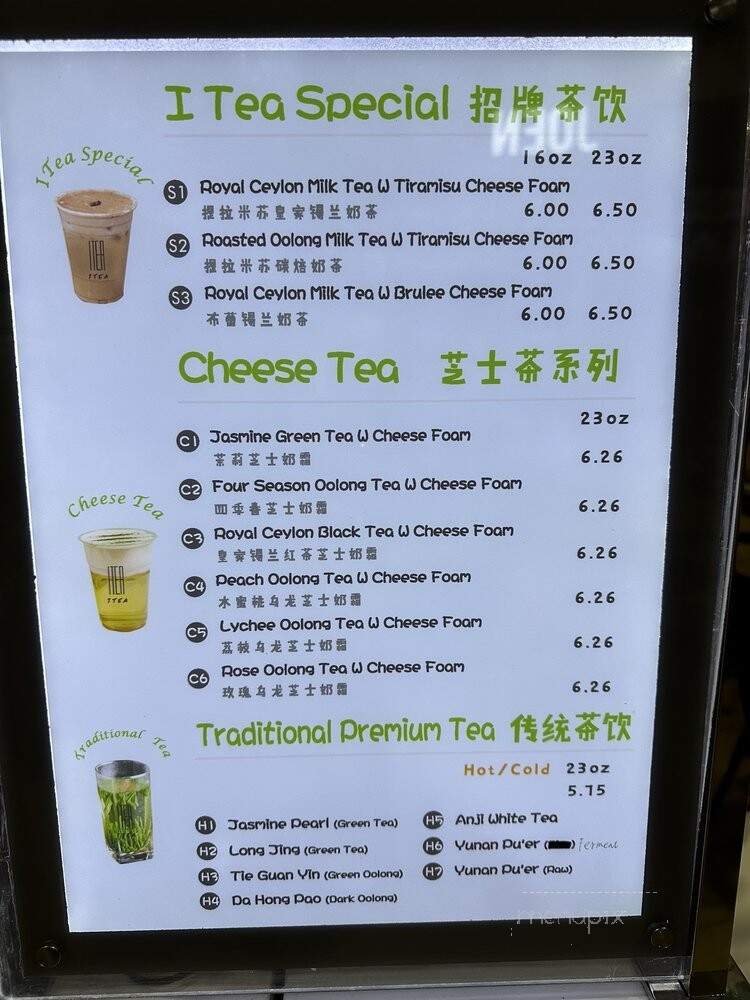 I Tea Special 招牌茶饮
16oz 23oz
I Tea Special
S1 Royal Ceylon Milk Tea W Tiramisu Cheese Foam
提拉米苏皇家锡兰奶茶 6.00 6.50
S2 Roasted Oolong Milk Tea W Tiramisu Cheese Foam
提拉米苏碳焙奶茶 6.00 6.50
S3 Royal Ceylon Milk Tea W Brulee Cheese Foam
布蕾锡兰奶茶 6.00 6.50
ITEA
ITEA
Cheese Tea 芝士茶系列
23oz
C1 Jasmine Green Tea W Cheese Foam
茉莉芝士奶霜 6.26
C2 Four Season Oolong Tea W Cheese Foam
四季春芝士奶霜 6.26
Cheese Tea
C3 Royal Ceylon Black Tea W Cheese Foam
皇家锡兰红茶芝士奶霜 6.26
C4 Peach Oolong Tea W Cheese Foam
水蜜桃乌龙芝士奶霜 6.26
ITEA
ITEA
C5 Lychee Oolong Tea W Cheese Foam
荔枝乌龙芝士奶霜 6.26
C6 Rose Oolong Tea W Cheese Foam
玫瑰乌龙芝士奶霜 6.26
Traditional Premium Tea 传统茶饮
Traditional Tea
Hot/Cold 23oz
5.75
H1 Jasmine Pearl (Green Tea)
H2 Long Jing (Green Tea)
H3 Tie Guan Yin (Green Oolong)
H4 Da Hong Pao (Dark Oolong)
H5 Anji White Tea
H6 Yunan Pu'er ( ) Ferment
H7 Yunan Pu'er (Raw)
menupix